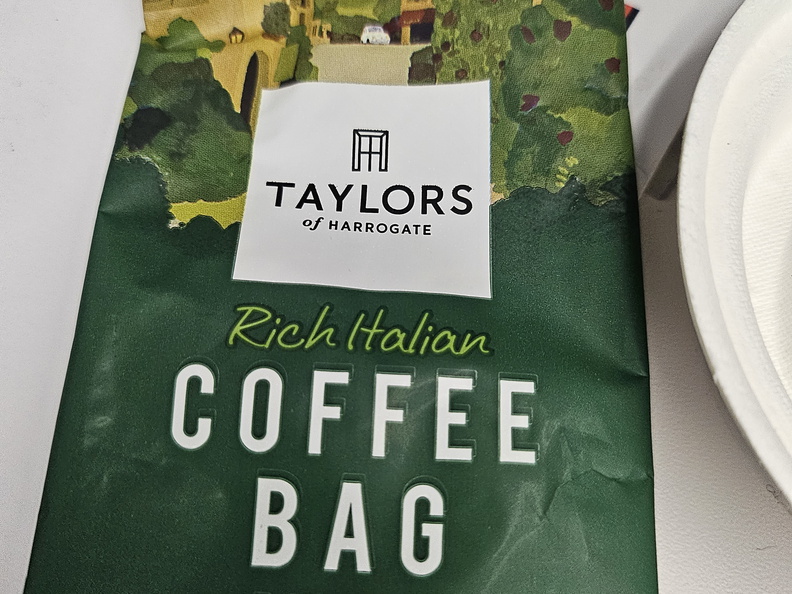 TAYLORS
of HARROGATE
Rich Italian
COFFEE
BAG